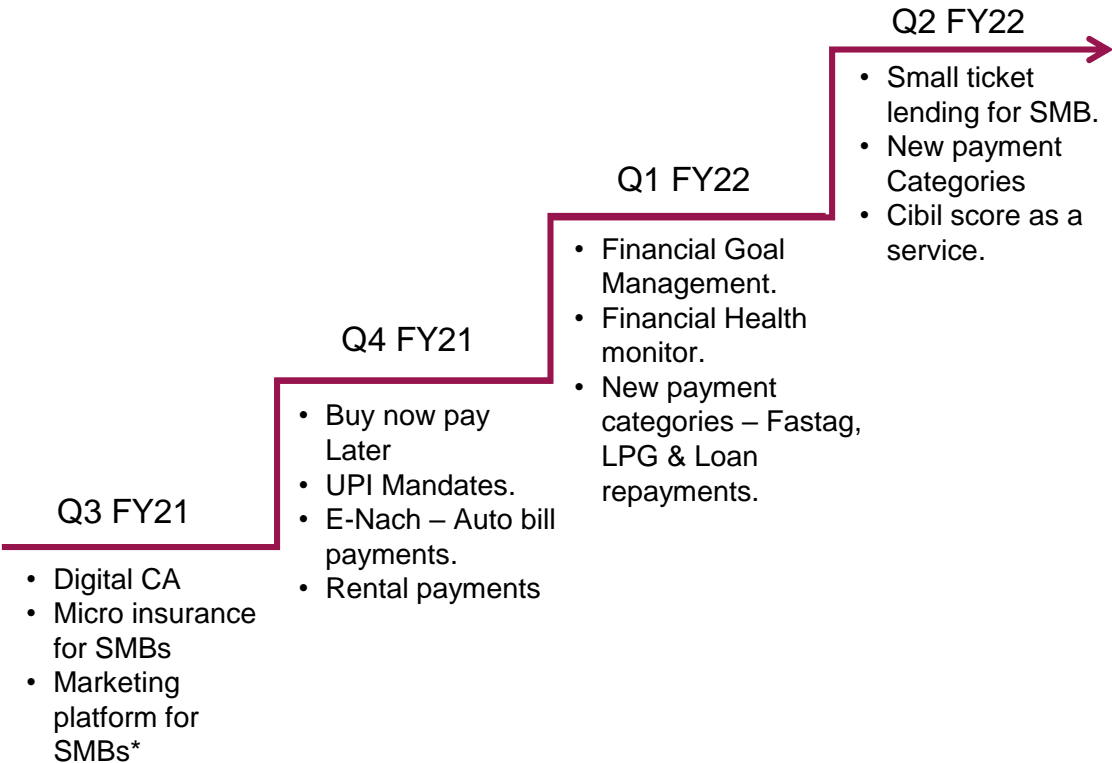 Q3 FY21
• Digital CA
• Micro insurance
for SMBs
• Marketing
platform for
SMBs*
Q4 FY21
• Buy now pay
Later
• UPI Mandates.
• E-Nach – Auto bill
payments.
• Rental payments
Q1 FY22
• Financial Goal
Management.
• Financial Health
monitor.
• New payment
categories – Fastag,
LPG & Loan
repayments.
Q2 FY22
• Small ticket
lending for SMB.
• New payment
Categories
• Cibil score as a
service.